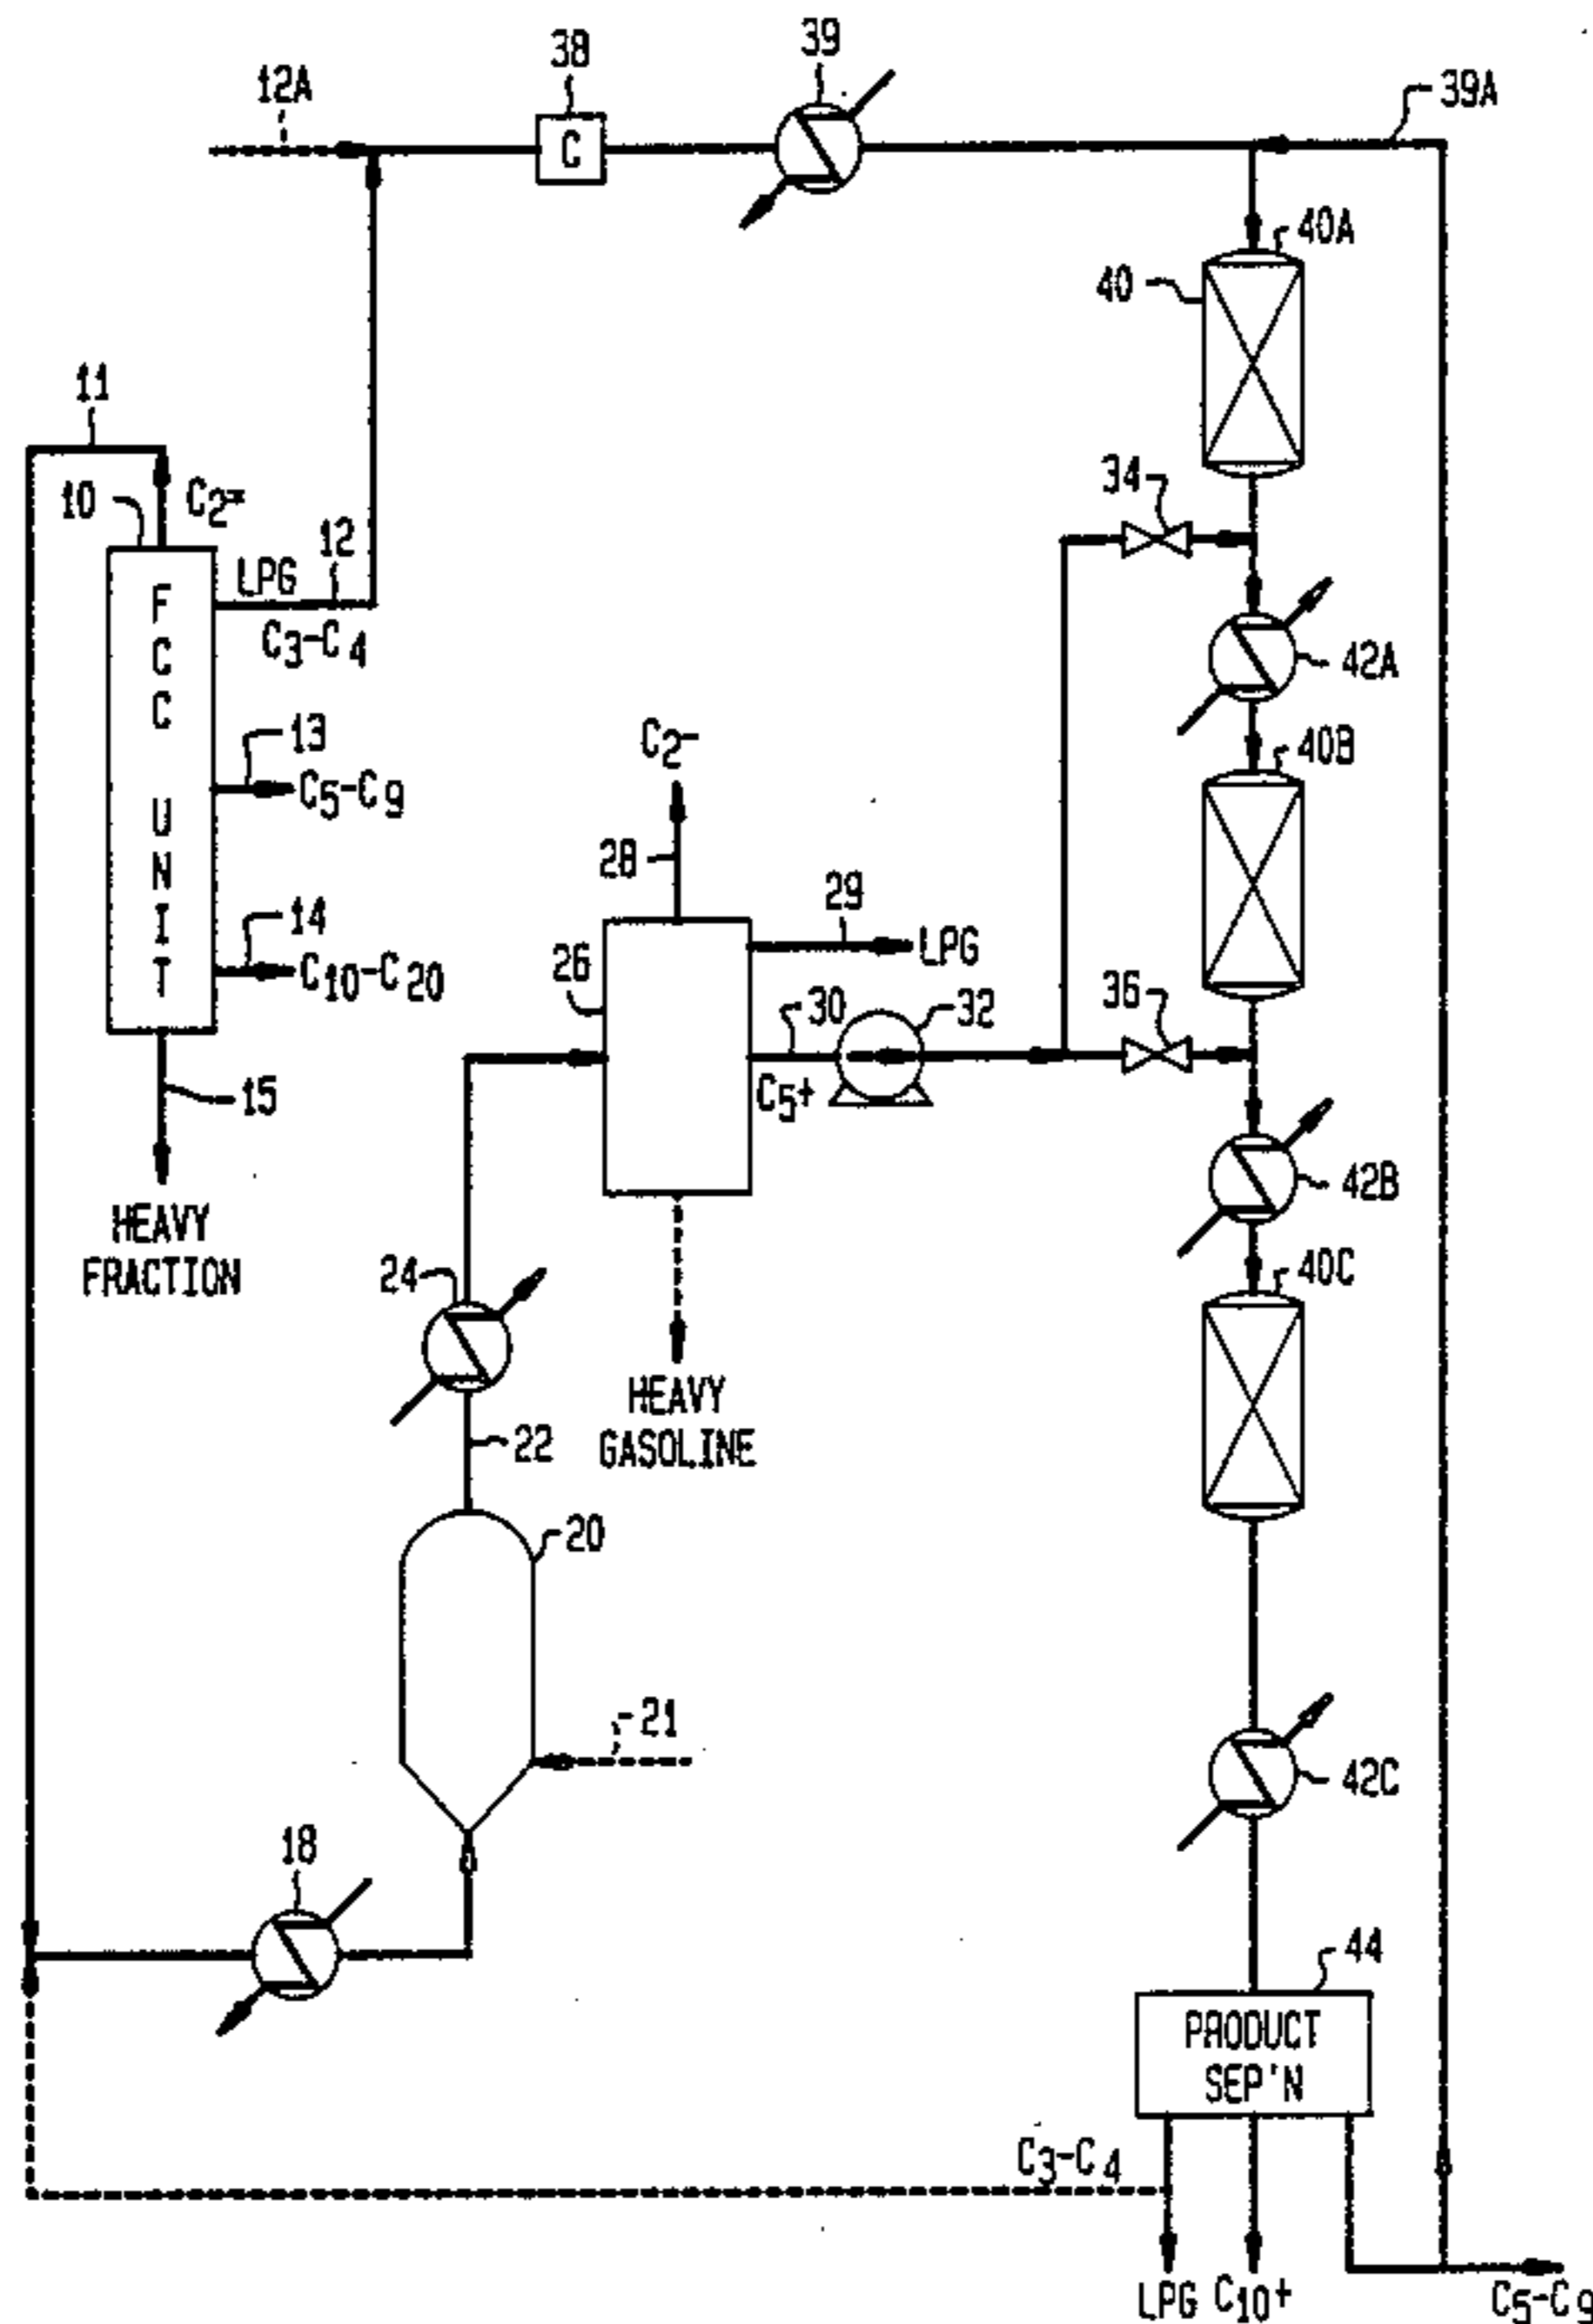 38
39
12A
39A
C
40A
40
11
34
10
C2=
12
LPG
C3-C4
42A
FCC UNIT
13
C5-C9
C2-
40B
28
29
LPG
14
C10-C20
26
36
30
32
C5+
15
42B
HEAVY
FRACTION
24
40C
HEAVY
GASOLINE
22
20
21
42C
18
44
PRODUCT
SEP'N
C3-C4
LPG
C10+
C5-C9